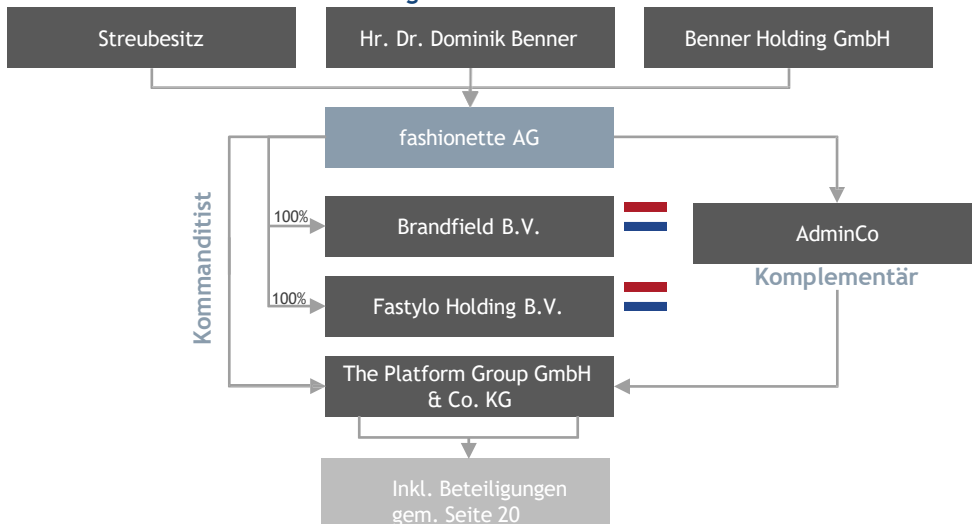 Streubesitz
Hr. Dr. Dominik Benner
Benner Holding GmbH
fashionette AG
Kommanditist
100%
Brandfield B.V.
AdminCo
Komplementär
100%
Fastylo Holding B.V.
The Platform Group GmbH
& Co. KG
Inkl. Beteiligungen
gem. Seite 20